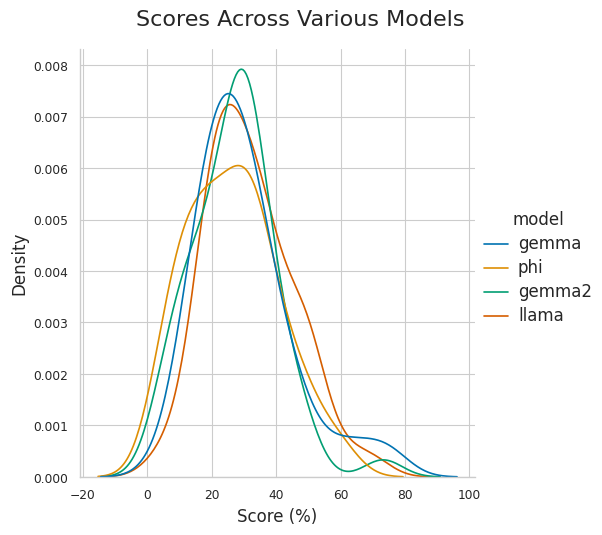 Scores Across Various Models
0.008
0.007
0.006
0.005
0.004
0.003
0.002
0.001
0.000
Density
−20
0
20
40
60
80
100
Score (%)
model
gemma
phi
gemma2
llama